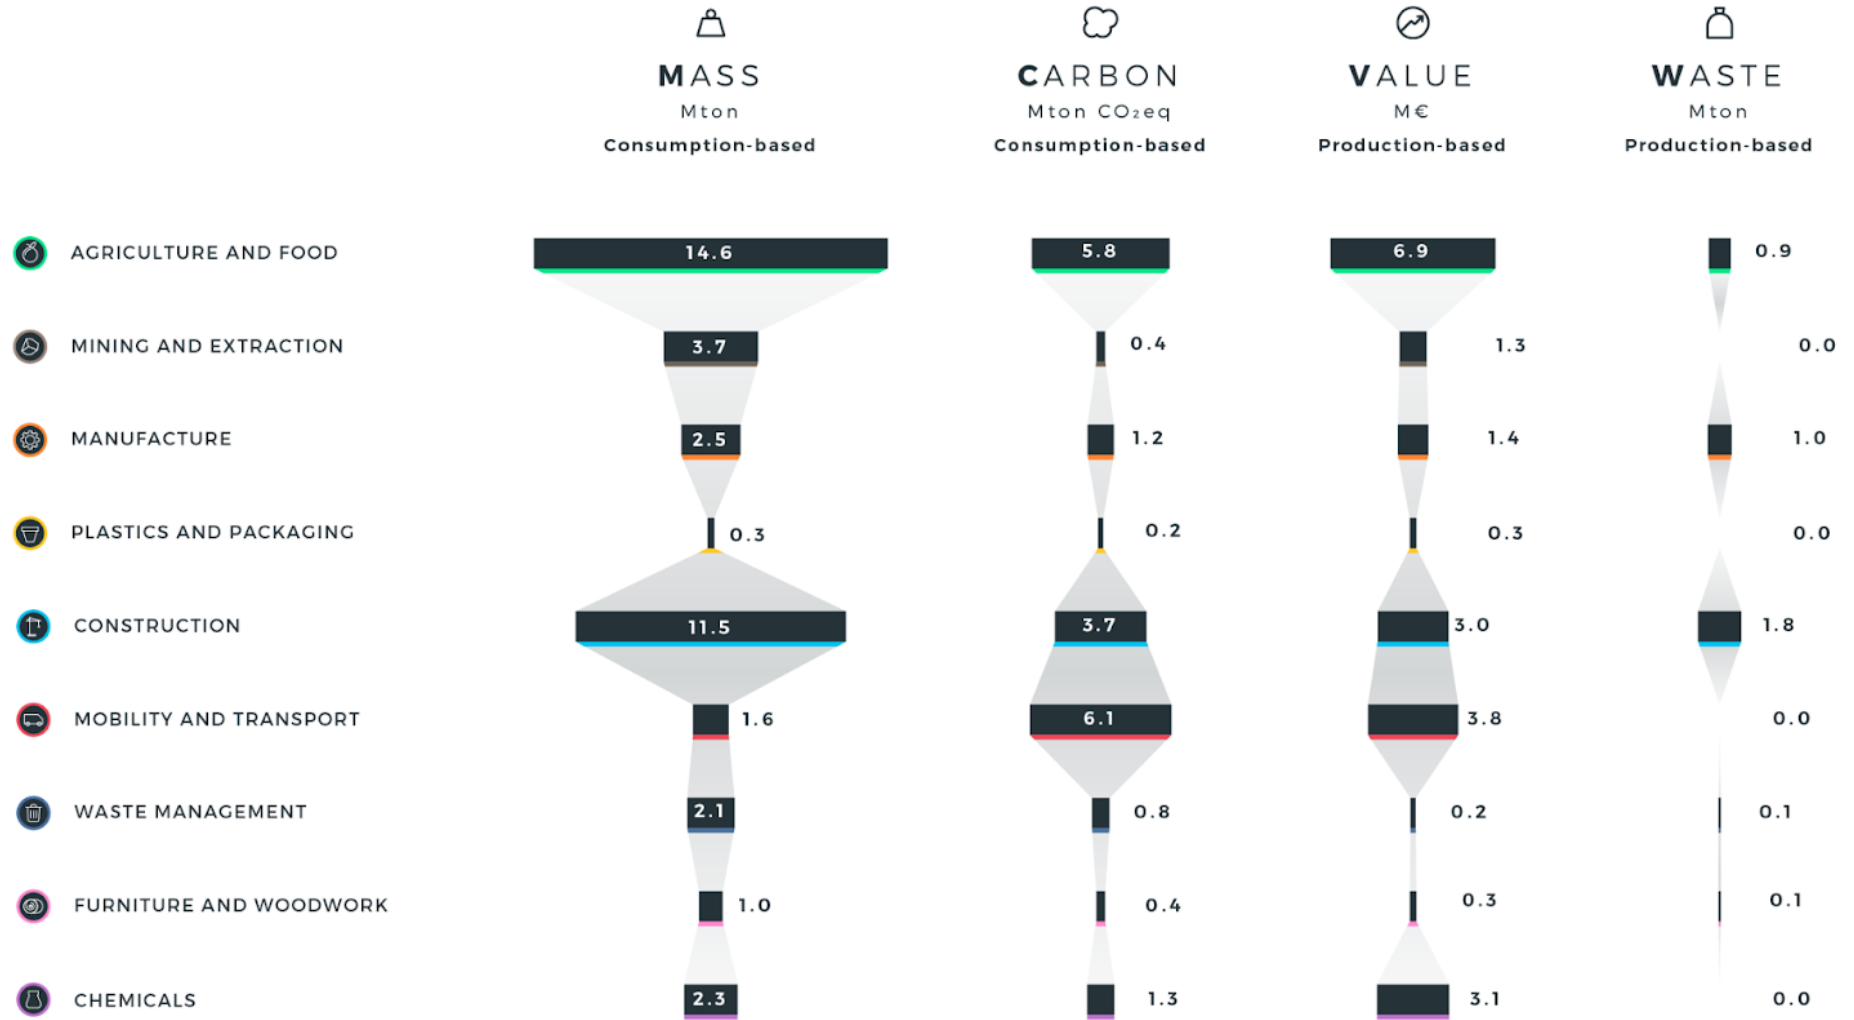 MASS CARBON VALUE WASTE
Mton Mton CO₂eq M€ Mton
Consumption-based Consumption-based Production-based Production-based
AGRICULTURE AND FOOD 14.6 5.8 6.9 0.9
MINING AND EXTRACTION 3.7 0.4 1.3 0.0
MANUFACTURE 2.5 1.2 1.4 1.0
PLASTICS AND PACKAGING 0.3 0.2 0.3 0.0
CONSTRUCTION 11.5 3.7 3.0 1.8
MOBILITY AND TRANSPORT 1.6 6.1 3.8 0.0
WASTE MANAGEMENT 2.1 0.8 0.2 0.1
FURNITURE AND WOODWORK 1.0 0.4 0.3 0.1
CHEMICALS 2.3 1.3 3.1 0.0